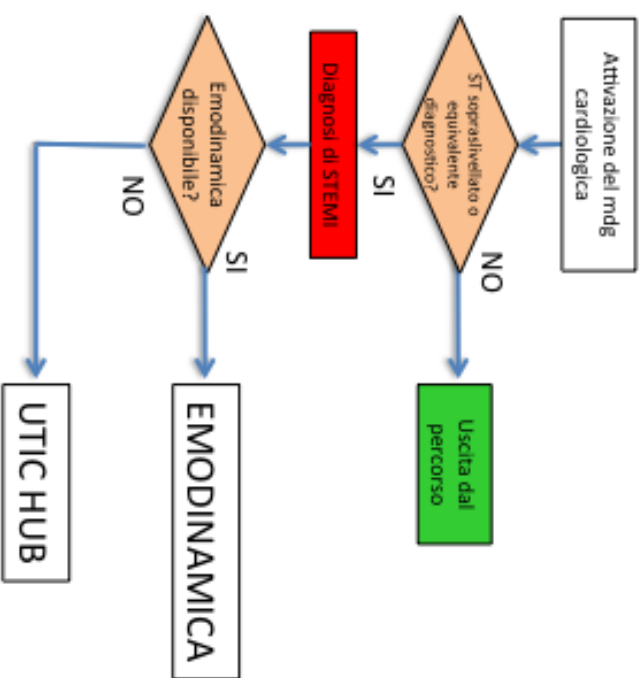 Attivazione del mdg
cardiologica
ST sopraslivellato o
equivalente
diagnostico?
NO
Uscita dal
percorso
SI
Diagnosi di STEMI
Emodinamica
disponibile?
SI
EMODINAMICA
NO
UTIC HUB